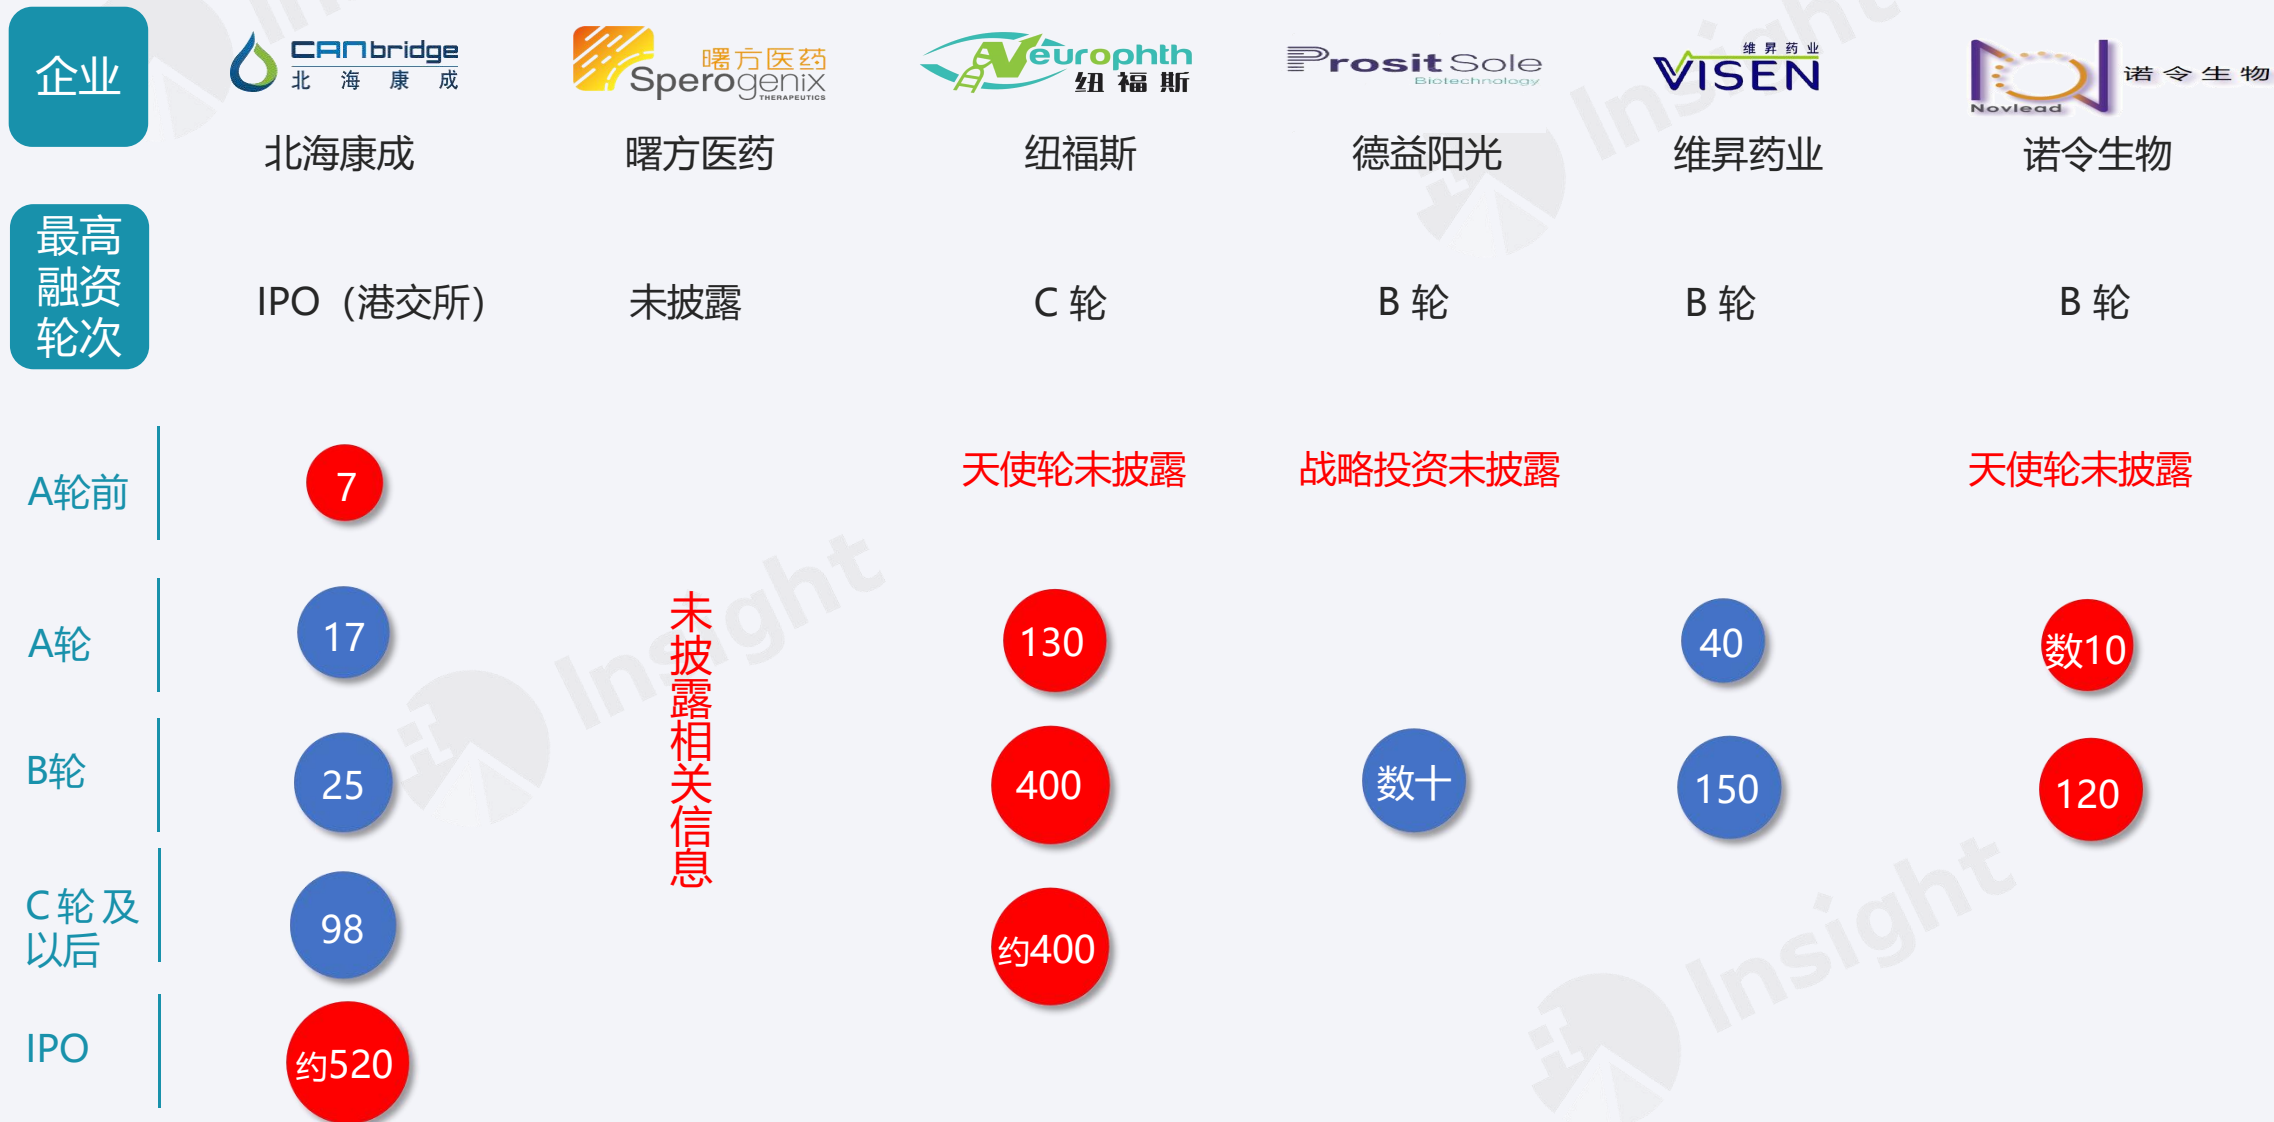 企业
CANbridge
北海康成
曙方医药
Sperogenix
THERAPEUTICS
Neurophth
纽福斯
Prosit Sole
Biotechnology
维昇药业
VISEN
Novlead
诺令生物
北海康成
曙方医药
纽福斯
德益阳光
维昇药业
诺令生物
最高
融资
轮次
IPO（港交所）
未披露
C 轮
B 轮
B 轮
B 轮
A轮前
7
天使轮未披露
战略投资未披露
天使轮未披露
A轮
17
未披露相关信息
130
40
数10
B轮
25
400
数十
150
120
C 轮 及
以后
98
约400
IPO
约520
Insight
Insight
Insight
Insight